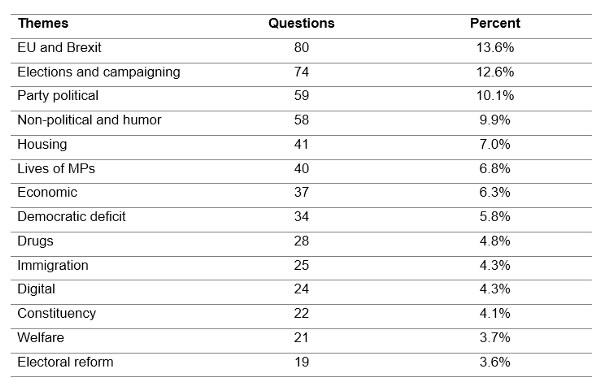 Themes Questions Percent
EU and Brexit 80 13.6%
Elections and campaigning 74 12.6%
Party political 59 10.1%
Non-political and humor 58 9.9%
Housing 41 7.0%
Lives of MPs 40 6.8%
Economic 37 6.3%
Democratic deficit 34 5.8%
Drugs 28 4.8%
Immigration 25 4.3%
Digital 24 4.3%
Constituency 22 4.1%
Welfare 21 3.7%
Electoral reform 19 3.6%